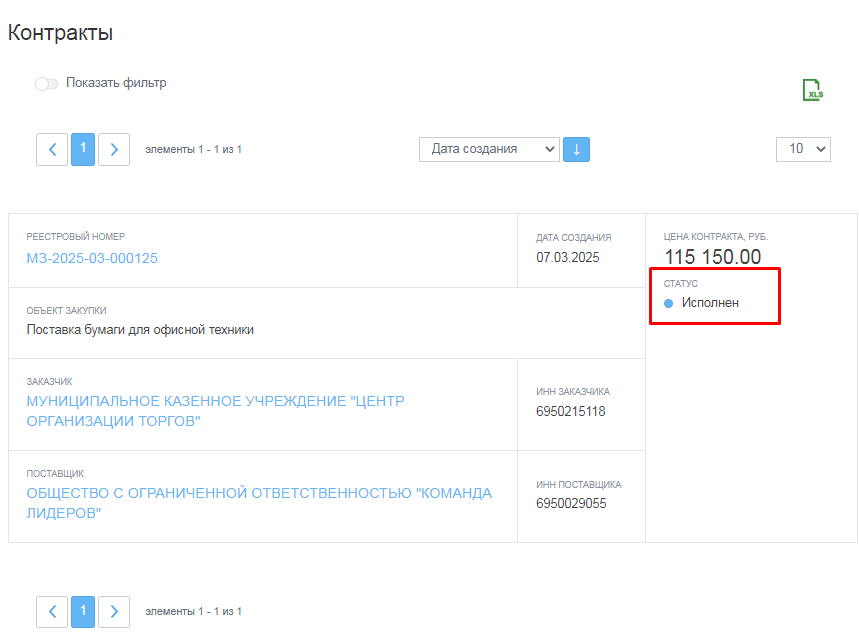 Контракты
Показать фильтр
XLS
1
элементы 1 - 1 из 1
Дата создания
↓
10
РЕЕСТРОВЫЙ НОМЕР
МЗ-2025-03-000125
ДАТА СОЗДАНИЯ
07.03.2025
ЦЕНА КОНТРАКТА, РУБ.
115 150.00
СТАТУС
Исполнен
ОБЪЕКТ ЗАКУПКИ
Поставка бумаги для офисной техники
ЗАКАЗЧИК
МУНИЦИПАЛЬНОЕ КАЗЕННОЕ УЧРЕЖДЕНИЕ "ЦЕНТР
ОРГАНИЗАЦИИ ТОРГОВ"
ИНН ЗАКАЗЧИКА
6950215118
ПОСТАВЩИК
ОБЩЕСТВО С ОГРАНИЧЕННОЙ ОТВЕТСТВЕННОСТЬЮ "КОМАНДА
ЛИДЕРОВ"
ИНН ПОСТАВЩИКА
6950029055
1
элементы 1 - 1 из 1